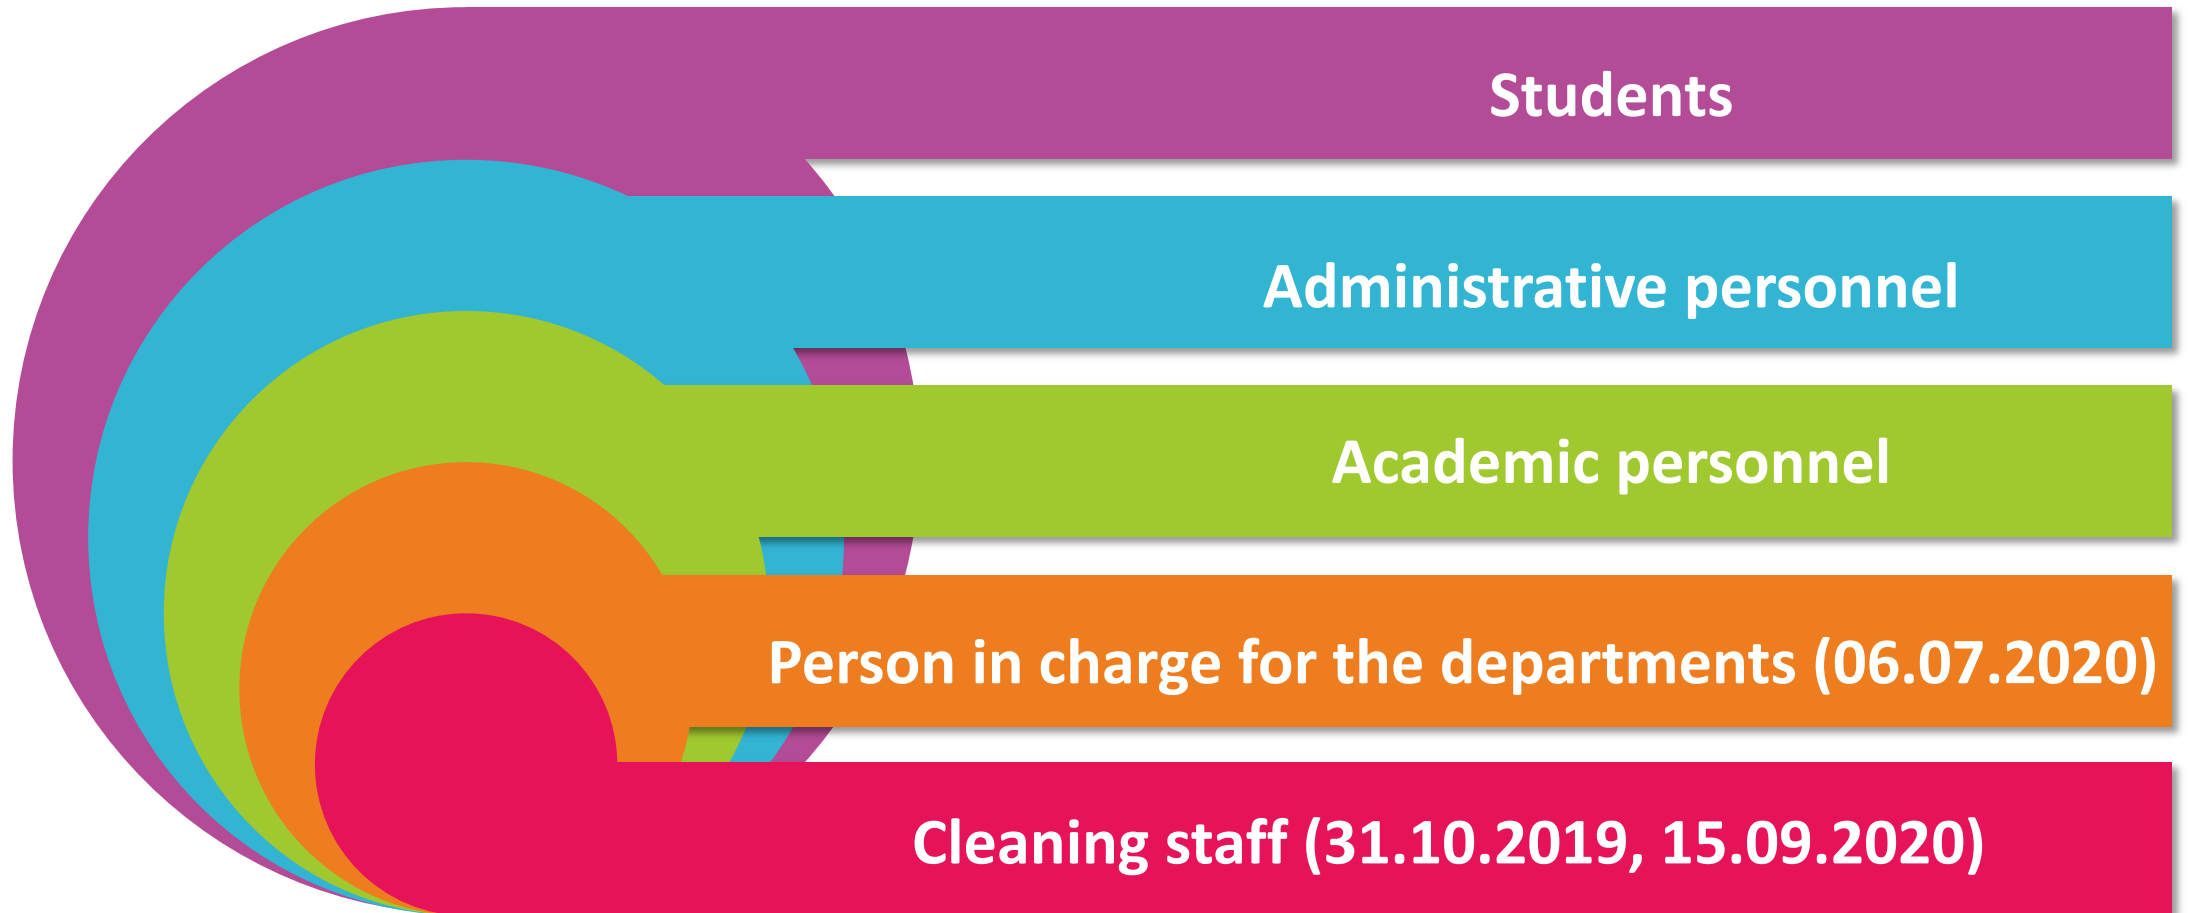 Students
Administrative personnel
Academic personnel
Person in charge for the departments (06.07.2020)
Cleaning staff (31.10.2019, 15.09.2020)